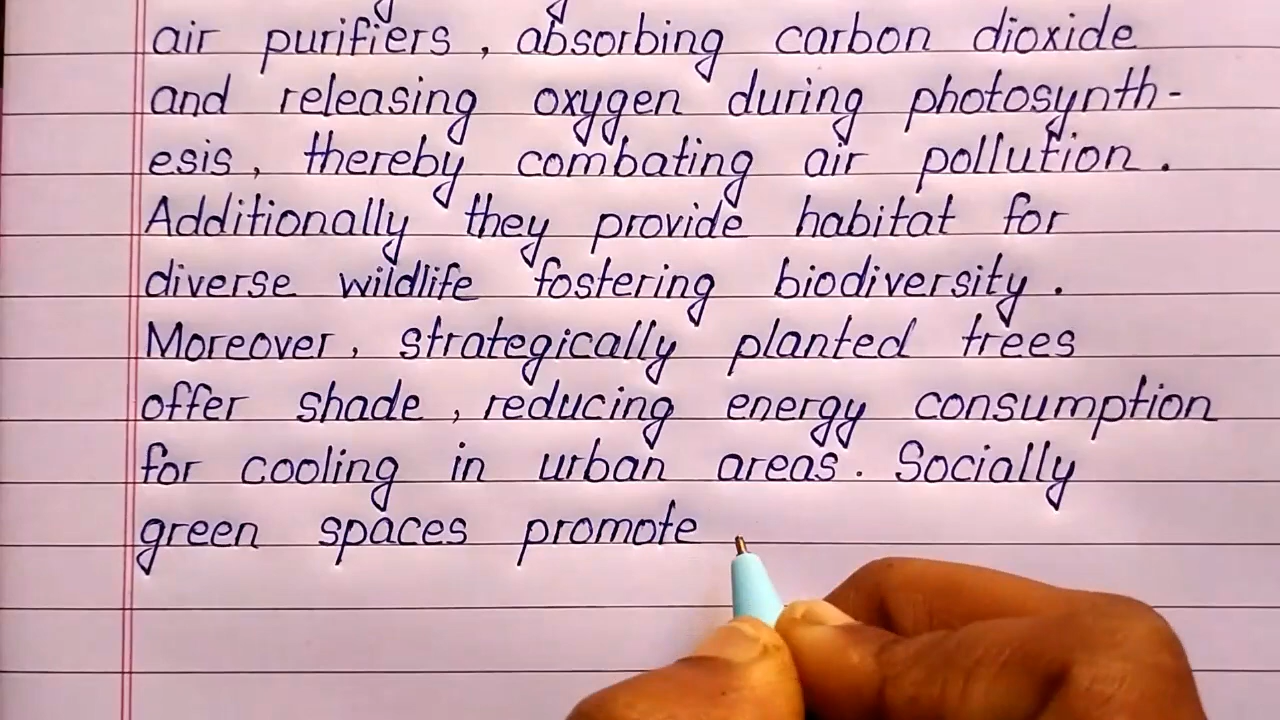 air purifiers, absorbing carbon dioxide
and releasing oxygen during photosynth-
esis, thereby combating air pollution.
Additionally they provide habitat for
diverse wildlife fostering biodiversity.
Moreover, strategically planted trees
offer shade, reducing energy consumption
for cooling in urban areas. Socially
green spaces promote